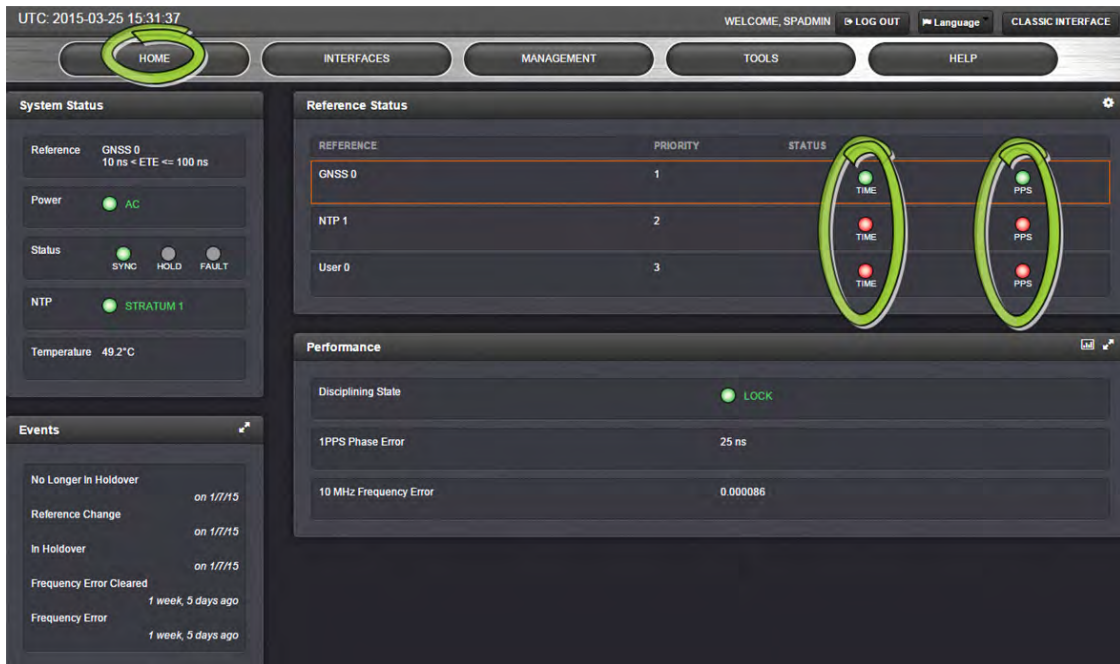 UTC: 2015-03-25 15:31:37
WELCOME, SPADMIN LOG OUT Language CLASSIC INTERFACE
HOME INTERFACES MANAGEMENT TOOLS HELP
System Status
Reference GNSS 0
10 ns < ETE <= 100 ns
Power AC
Status
SYNC HOLD FAULT
NTP STRATUM 1
Temperature 49.2°C
Events
No Longer In Holdover
on 1/7/15
Reference Change
on 1/7/15
In Holdover
on 1/7/15
Frequency Error Cleared
1 week, 5 days ago
Frequency Error
1 week, 5 days ago
Reference Status
REFERENCE PRIORITY STATUS
GNSS 0 1
TIME PPS
NTP 1 2
TIME PPS
User 0 3
TIME PPS
Performance
Disciplining State LOCK
1PPS Phase Error 25 ns
10 MHz Frequency Error 0.000086